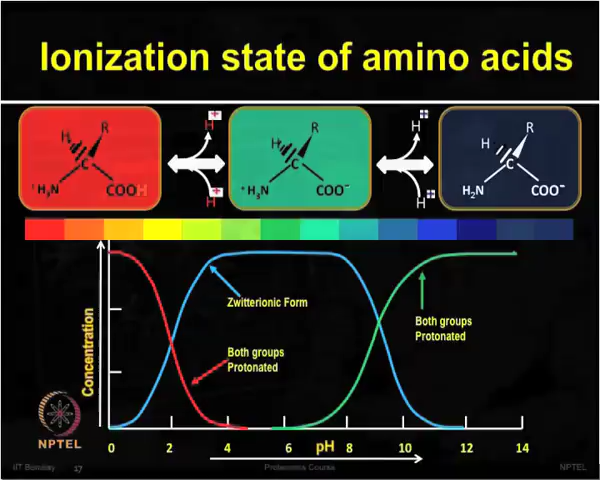 Ionization state of amino acids
H R
C
⁺H₃N COOH
H +
H +
H R
C
⁺H₃N COO⁻
H +
H +
H R
C
H₂N COO⁻
Concentration
Zwitterionic Form
Both groups
Protonated
Both groups
Protonated
0 2 4 6 8 10 12 14
pH
NPTEL
IIT Bombay 17 Proteomics Course NPTEL